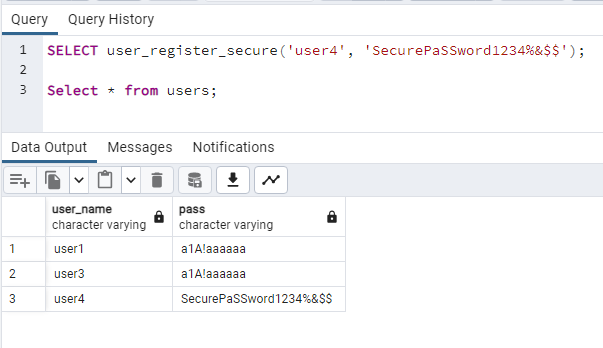 Query Query History
1 SELECT user_register_secure('user4', 'SecurePaSSword1234%&$$');
2
3 Select * from users;
Data Output Messages Notifications
user_name pass
character varying character varying
1 user1 a1A!aaaaaa
2 user3 a1A!aaaaaa
3 user4 SecurePaSSword1234%&$$